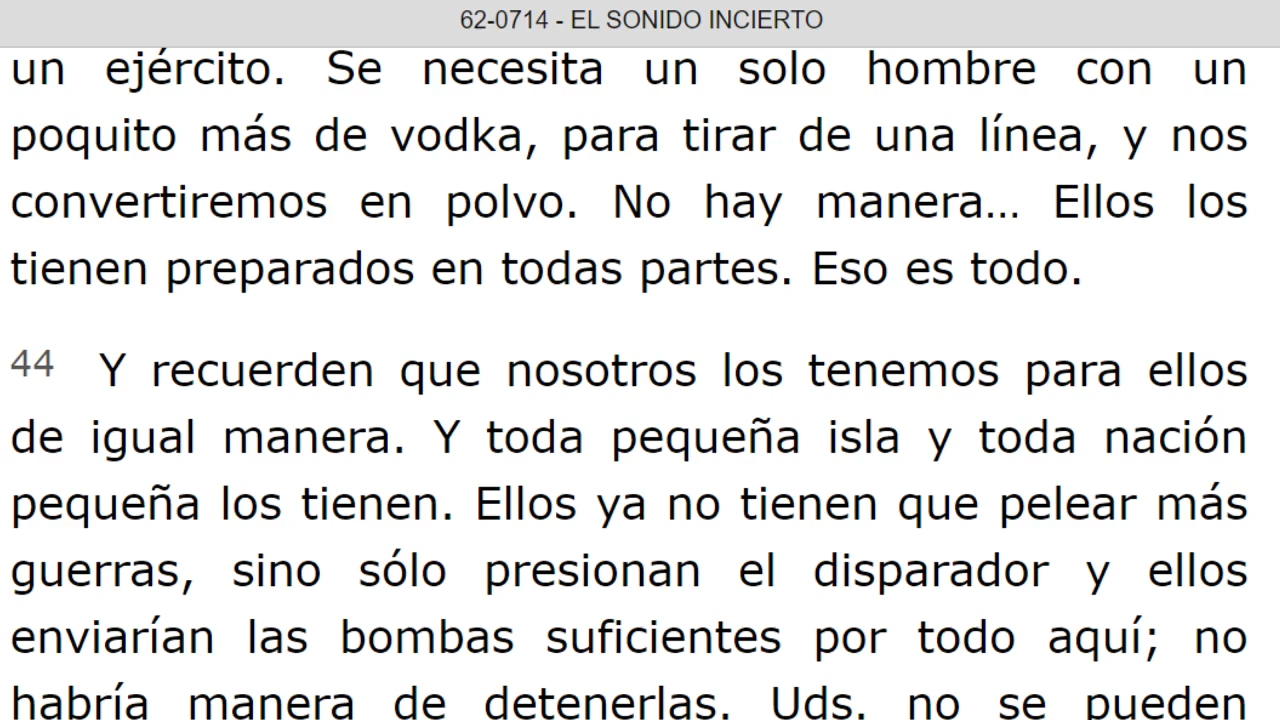 62-0714 - EL SONIDO INCIERTO
un ejército. Se necesita un solo hombre con un
poquito más de vodka, para tirar de una línea, y nos
convertiremos en polvo. No hay manera… Ellos los
tienen preparados en todas partes. Eso es todo.
44 Y recuerden que nosotros los tenemos para ellos
de igual manera. Y toda pequeña isla y toda nación
pequeña los tienen. Ellos ya no tienen que pelear más
guerras, sino sólo presionan el disparador y ellos
enviarían las bombas suficientes por todo aquí; no
habría manera de detenerlas. Uds. no se pueden